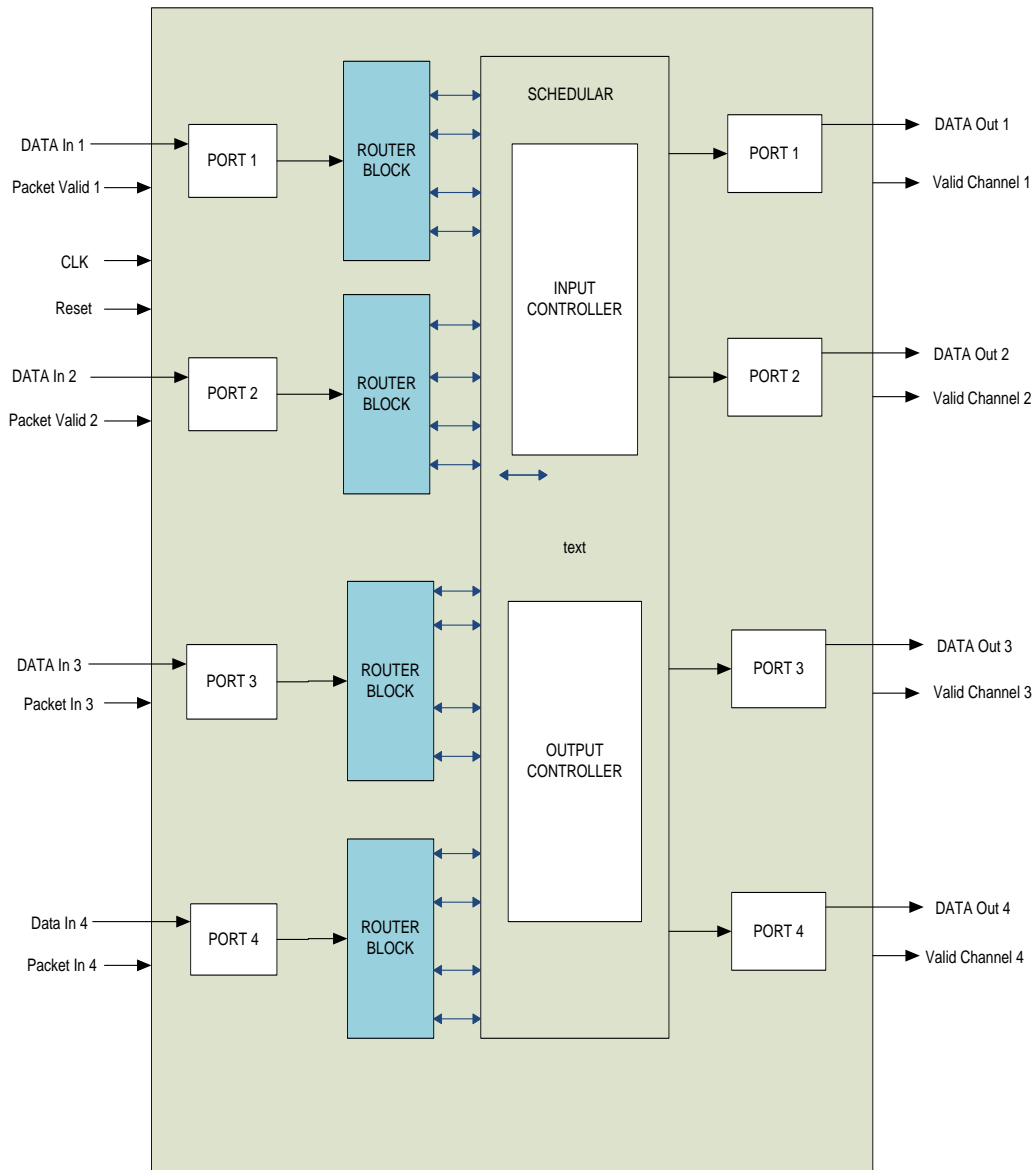 SCHEDULAR
DATA In 1
Packet Valid 1
CLK
Reset
PORT 1
ROUTER
BLOCK
INPUT
CONTROLLER
PORT 1
DATA Out 1
Valid Channel 1
DATA In 2
Packet Valid 2
PORT 2
ROUTER
BLOCK
PORT 2
DATA Out 2
Valid Channel 2
text
DATA In 3
Packet In 3
PORT 3
ROUTER
BLOCK
OUTPUT
CONTROLLER
PORT 3
DATA Out 3
Valid Channel 3
Data In 4
Packet In 4
PORT 4
ROUTER
BLOCK
PORT 4
DATA Out 4
Valid Channel 4